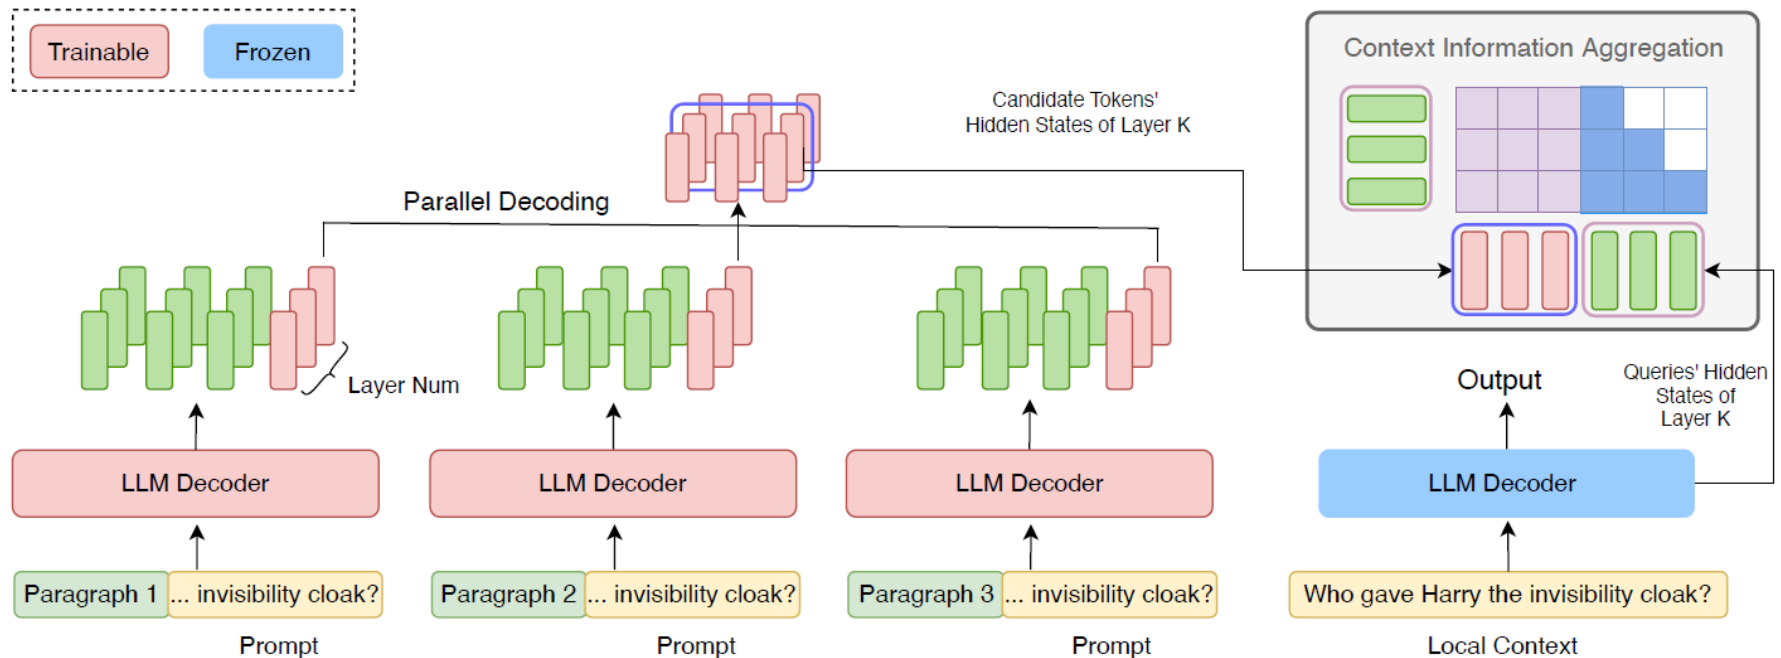 Trainable
Frozen
Context Information Aggregation
Candidate Tokens'
Hidden States of Layer K
Parallel Decoding
Layer Num
Output
Queries' Hidden
States of
Layer K
LLM Decoder
LLM Decoder
LLM Decoder
LLM Decoder
Paragraph 1 ... invisibility cloak?
Paragraph 2 ... invisibility cloak?
Paragraph 3 ... invisibility cloak?
Who gave Harry the invisibility cloak?
Prompt
Prompt
Prompt
Local Context